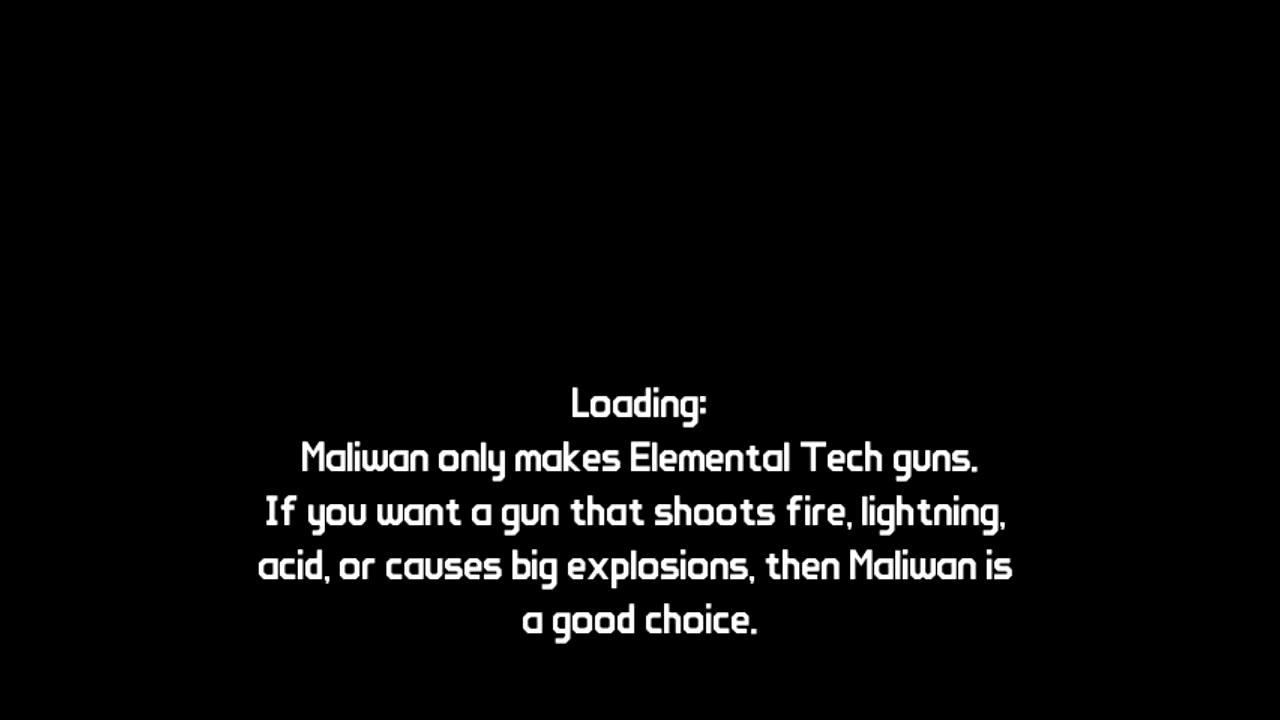 Loading:
Maliwan only makes Elemental Tech guns.
If you want a gun that shoots fire, lightning,
acid, or causes big explosions, then Maliwan is
a good choice.